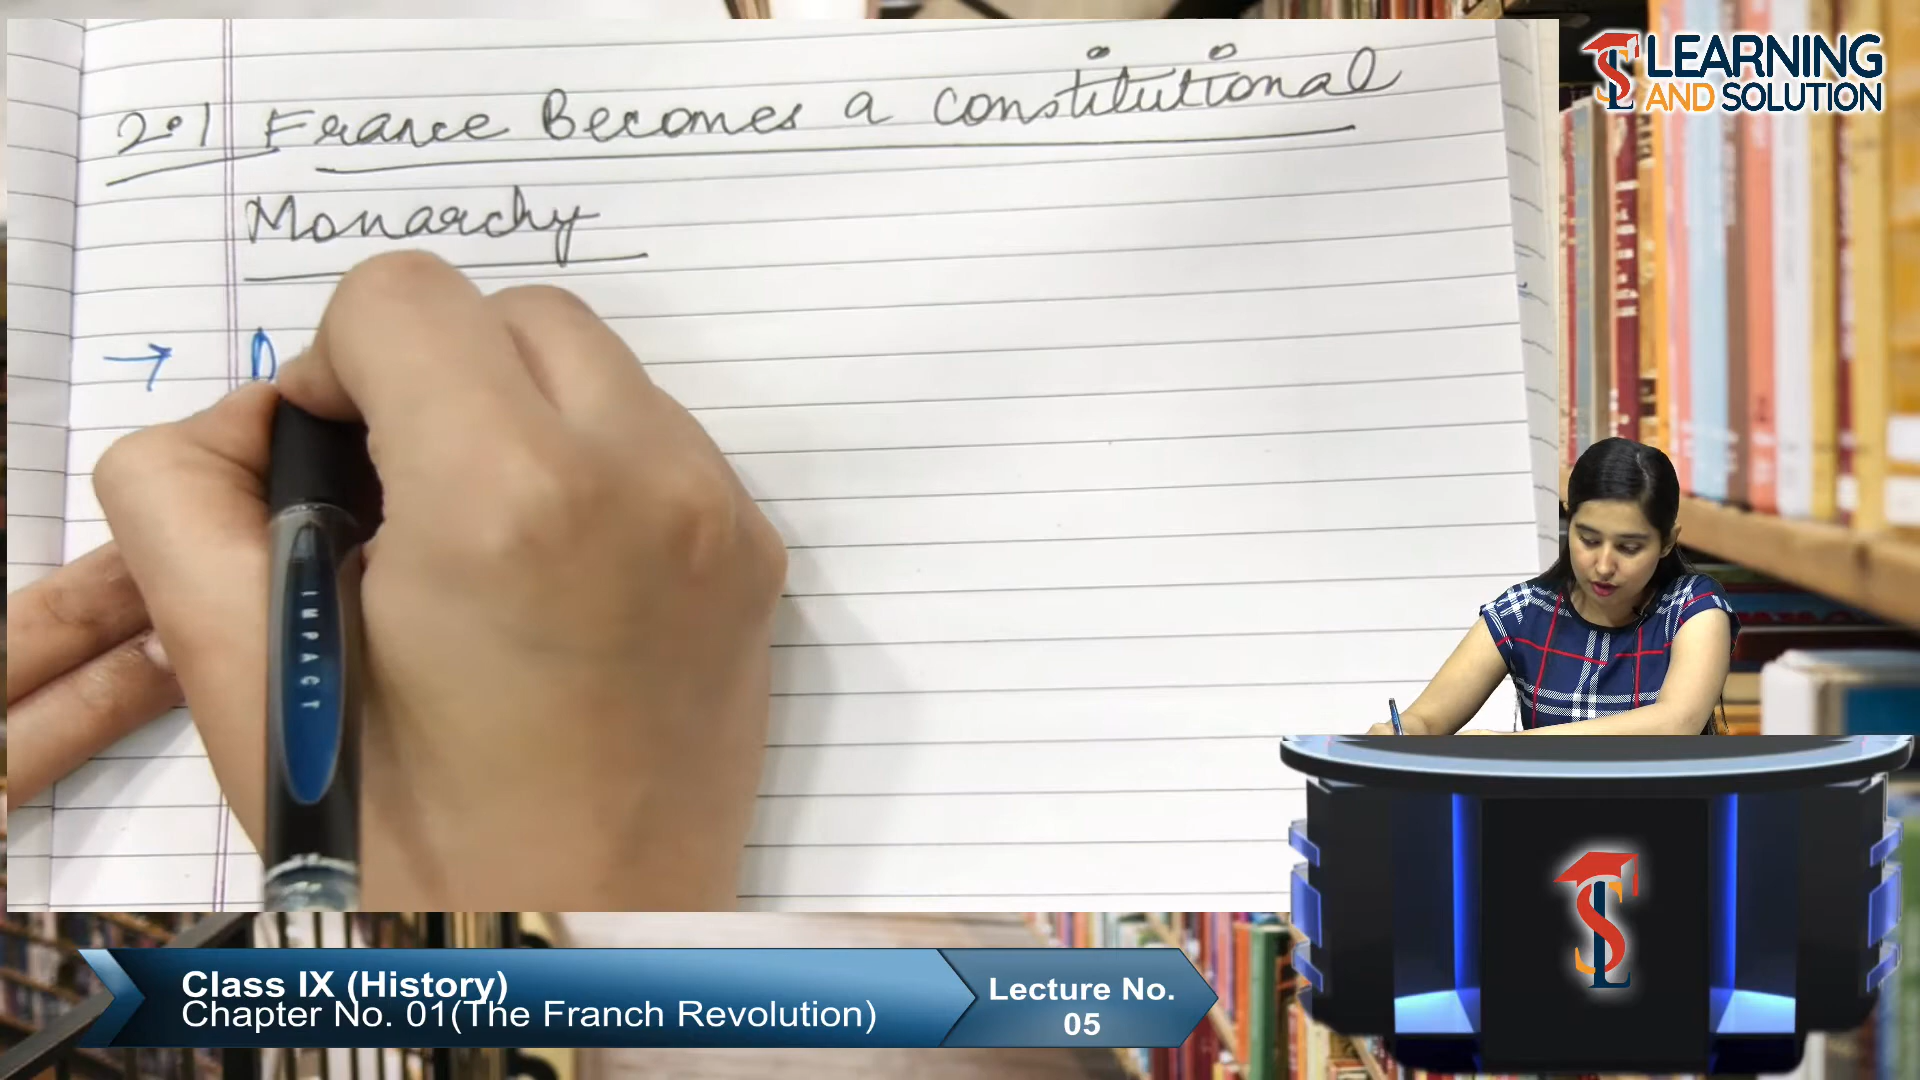 2.1 France Becomes a constitutional
Monarchy
→ D
IMPACT
LEARNING
AND SOLUTION
Class IX (History)
Chapter No. 01(The Franch Revolution)
Lecture No.
05